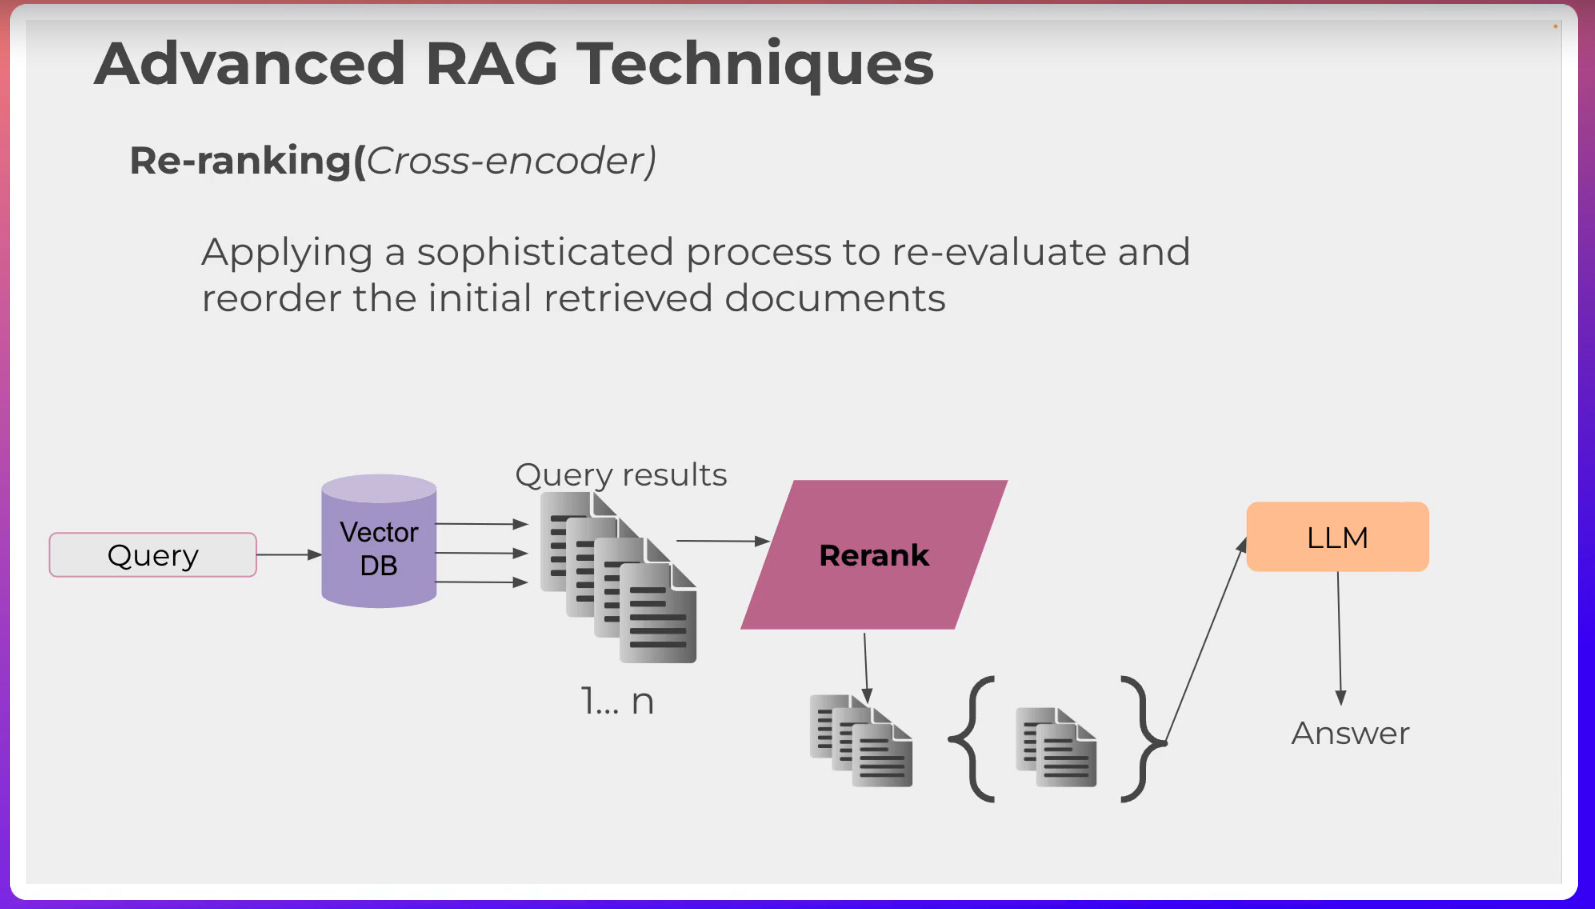 Advanced RAG Techniques
Re-ranking(Cross-encoder)
Applying a sophisticated process to re-evaluate and
reorder the initial retrieved documents
Query
Vector
DB
Query results
1... n
Rerank
LLM
Answer